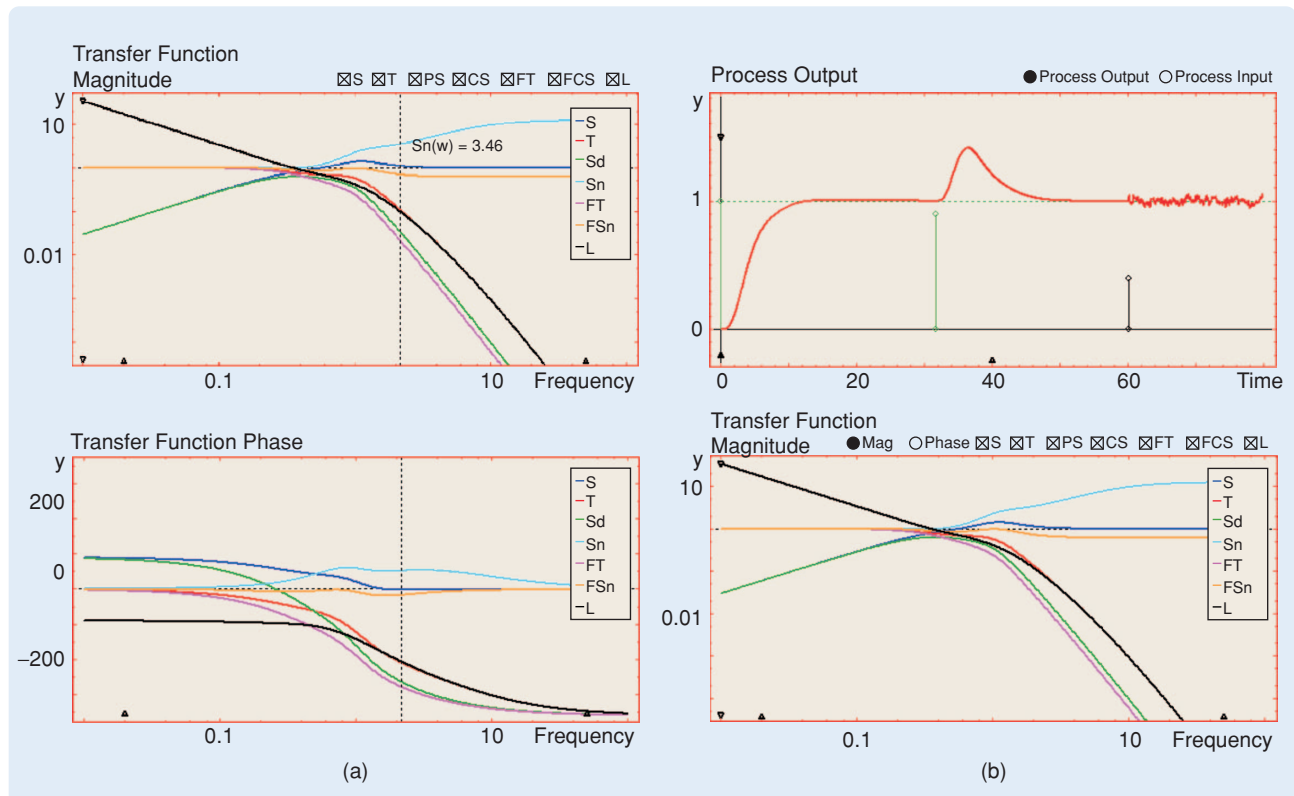 Transfer Function
Magnitude
S T PS CS FT FCS L
y
10
0.01
Sn(w) = 3.46
S
T
Sd
Sn
FT
FSn
L
0.1
10
Frequency
Transfer Function Phase
y
200
0
−200
S
T
Sd
Sn
FT
FSn
L
0.1
10
Frequency
(a)
Process Output
Process Output Process Input
y
1
0
0
20
40
60
Time
Transfer Function
Magnitude
Mag Phase S T PS CS FT FCS L
y
10
0.01
S
T
Sd
Sn
FT
FSn
L
0.1
10
Frequency
(b)